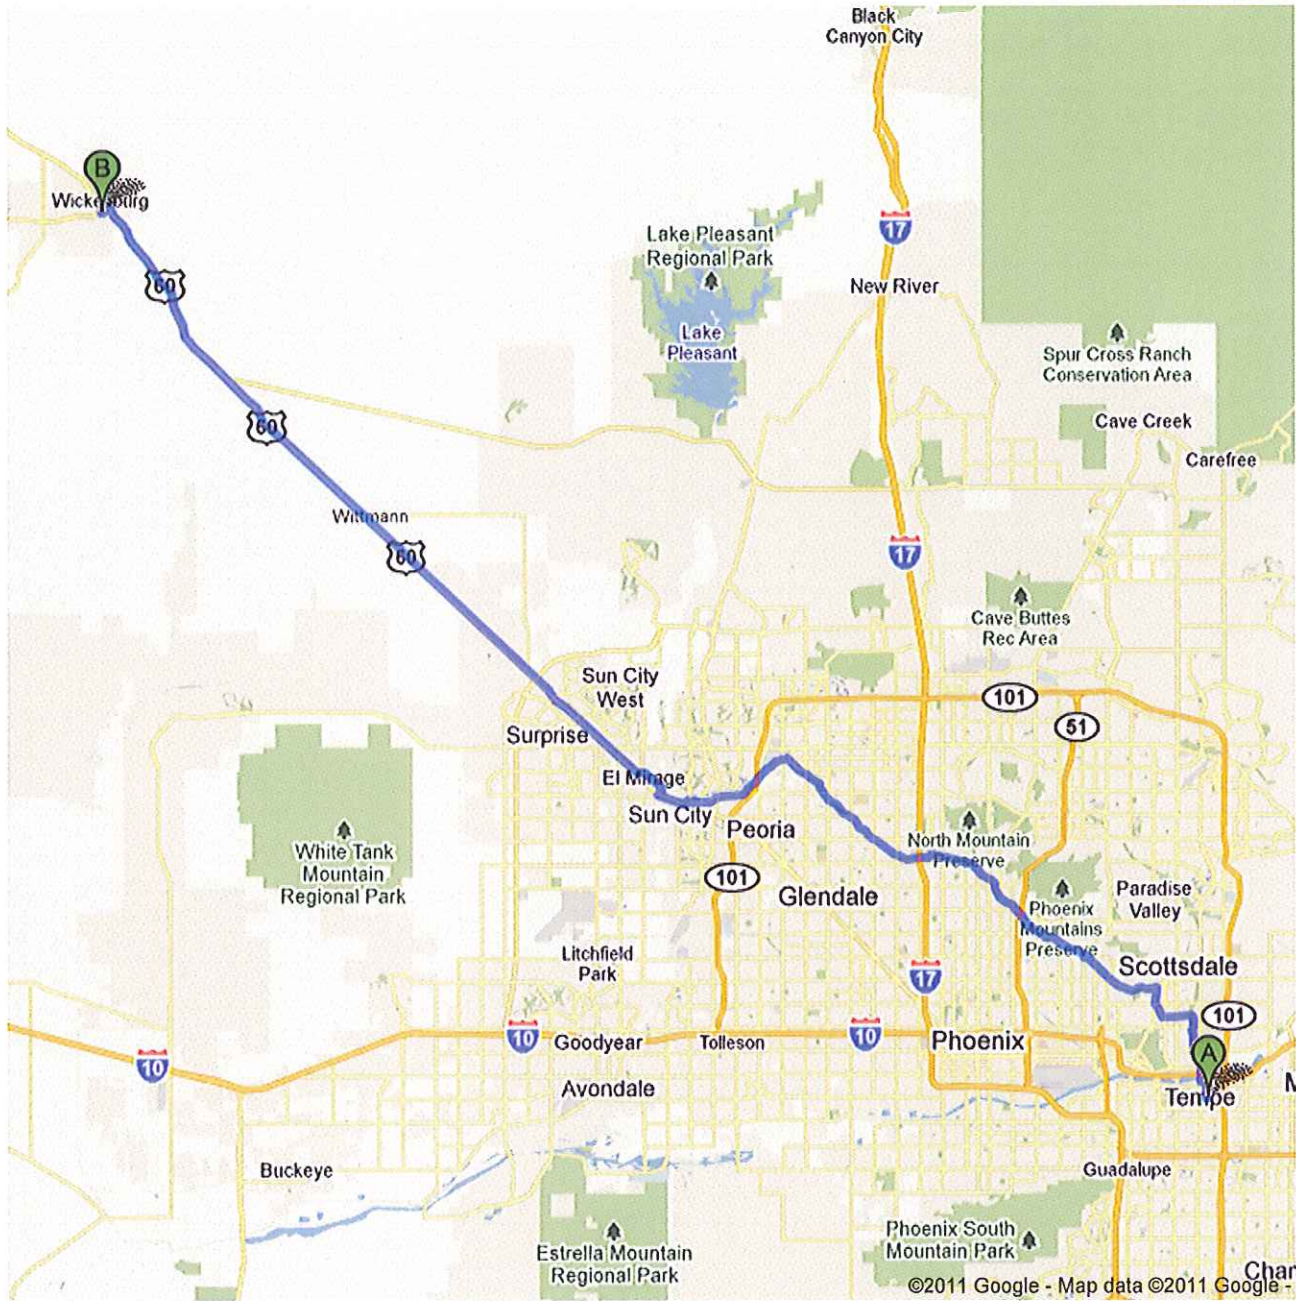 Black
Canyon City
B
Wickenburg
17
Lake Pleasant
Regional Park
60
New River
Lake
Pleasant
Spur Cross Ranch
Conservation Area
60
Cave Creek
Carefree
Wittmann
60
17
Cave Buttes
Rec Area
Sun City
West
101
51
Surprise
El Mirage
Sun City
Peoria
North Mountain
Preserve
White Tank
Mountain
Regional Park
101
Glendale
Paradise
Valley
Phoenix
Mountains
Preserve
Litchfield
Park
Scottsdale
17
101
10
10
10
Goodyear
Tolleson
Phoenix
A
Avondale
Tempe
M
Buckeye
Guadalupe
Estrella Mountain
Regional Park
Phoenix South
Mountain Park
Char
©2011 Google - Map data ©2011 Google -